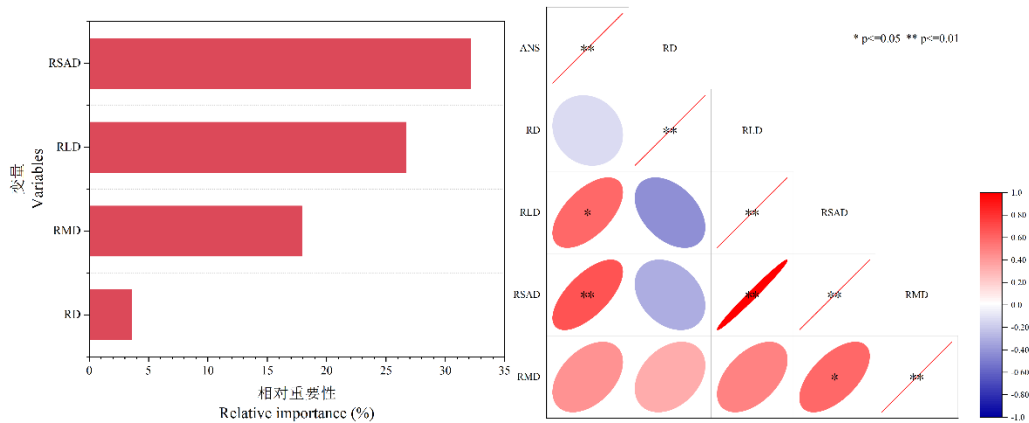 RSAD
RLD
RMD
RD
变量
Variables
0 5 10 15 20 25 30 35
相对重要性
Relative importance (%)
* p<=0.05 ** p<=0.01
ANS ** RD
RD ** RLD
RLD * ** RSAD
RSAD ** ** ** RMD
RMD * **
1.0
0.80
0.60
0.40
0.20
0.0
-0.20
-0.40
-0.60
-0.80
-1.0